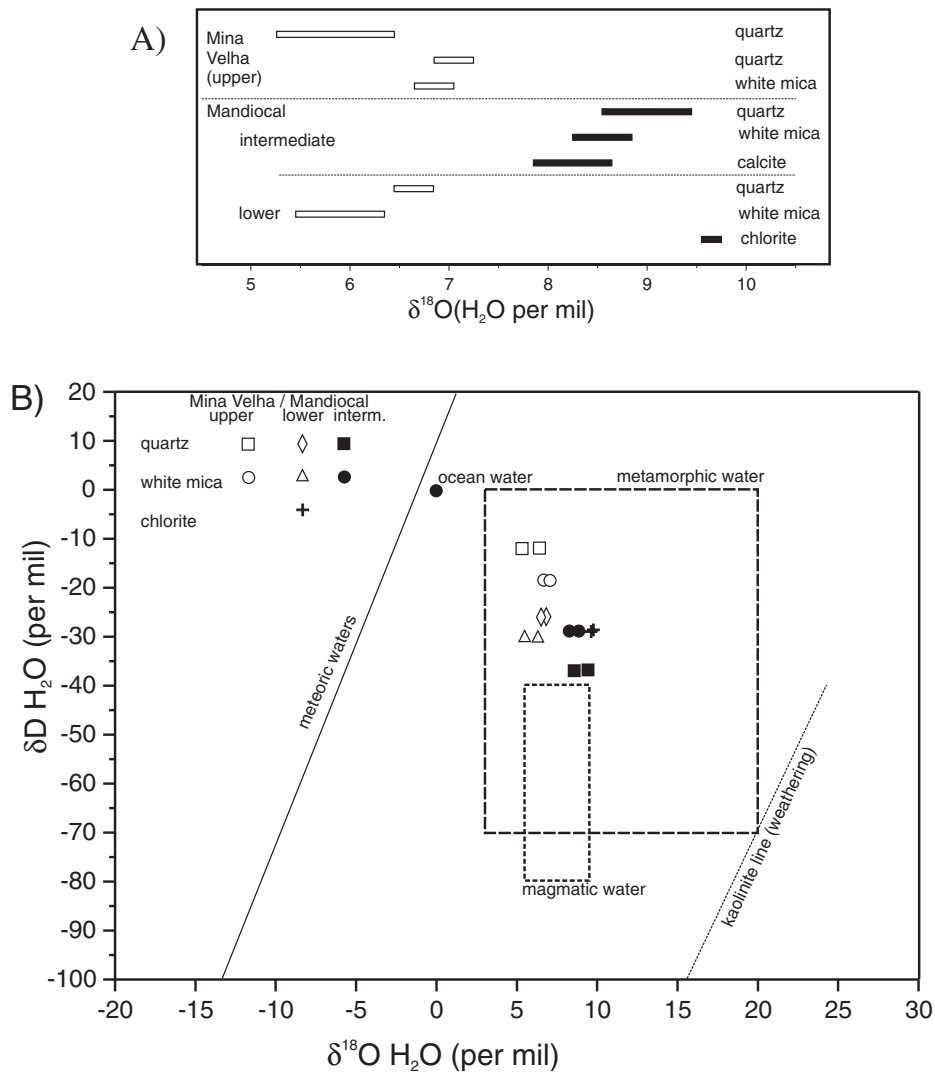 A)
Mina quartz
Velha quartz
(upper) white mica
Mandiocal quartz
intermediate white mica
calcite
quartz
lower white mica
chlorite
5 6 7 8 9 10
δ¹⁸O(H₂O per mil)
B)
20
10
0
-10
-20
-30
-40
-50
-60
-70
-80
-90
-100
δD H₂O (per mil)
Mina Velha / Mandiocal
upper lower interm.
quartz
white mica
chlorite
ocean water
metamorphic water
meteoric waters
magmatic water
kaolinite line (weathering)
-20 -15 -10 -5 0 5 10 15 20 25 30
δ¹⁸O H₂O (per mil)